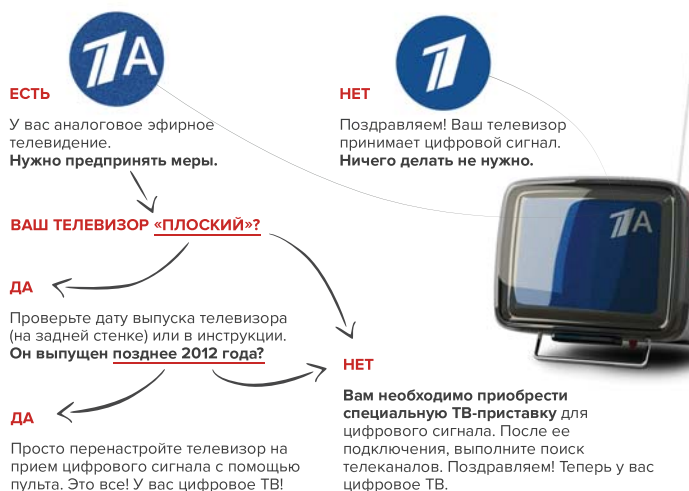 1А
ЕСТЬ
У вас аналоговое эфирное
телевидение.
Нужно предпринять меры.
1
НЕТ
Поздравляем! Ваш телевизор
принимает цифровой сигнал.
Ничего делать не нужно.
1А
ВАШ ТЕЛЕВИЗОР «ПЛОСКИЙ»?
ДА
Проверьте дату выпуска телевизора
(на задней стенке) или в инструкции.
Он выпущен позднее 2012 года?
ДА
Просто перенастройте телевизор на
прием цифрового сигнала с помощью
пульта. Это все! У вас цифровое ТВ!
НЕТ
Вам необходимо приобрести
специальную ТВ-приставку для
цифрового сигнала. После ее
подключения, выполните поиск
телеканалов. Поздравляем! Теперь у вас
цифровое ТВ.